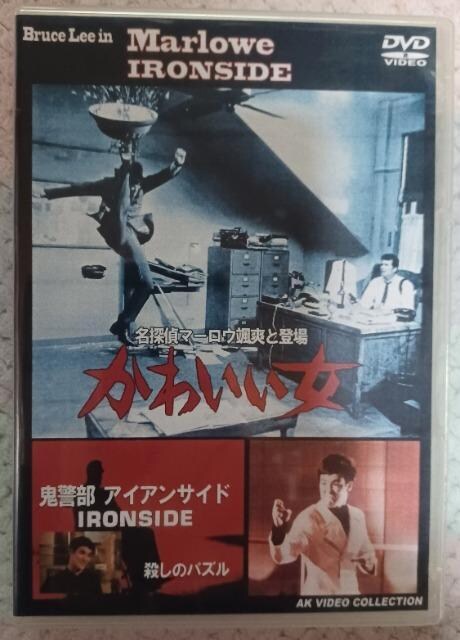 Bruce Lee in Marlowe
IRONSIDE
DVD
VIDEO
名探偵マーロウ颯爽と登場
かわいい女
鬼警部 アイアンサイド
IRONSIDE
殺しのパズル
AK VIDEO COLLECTION